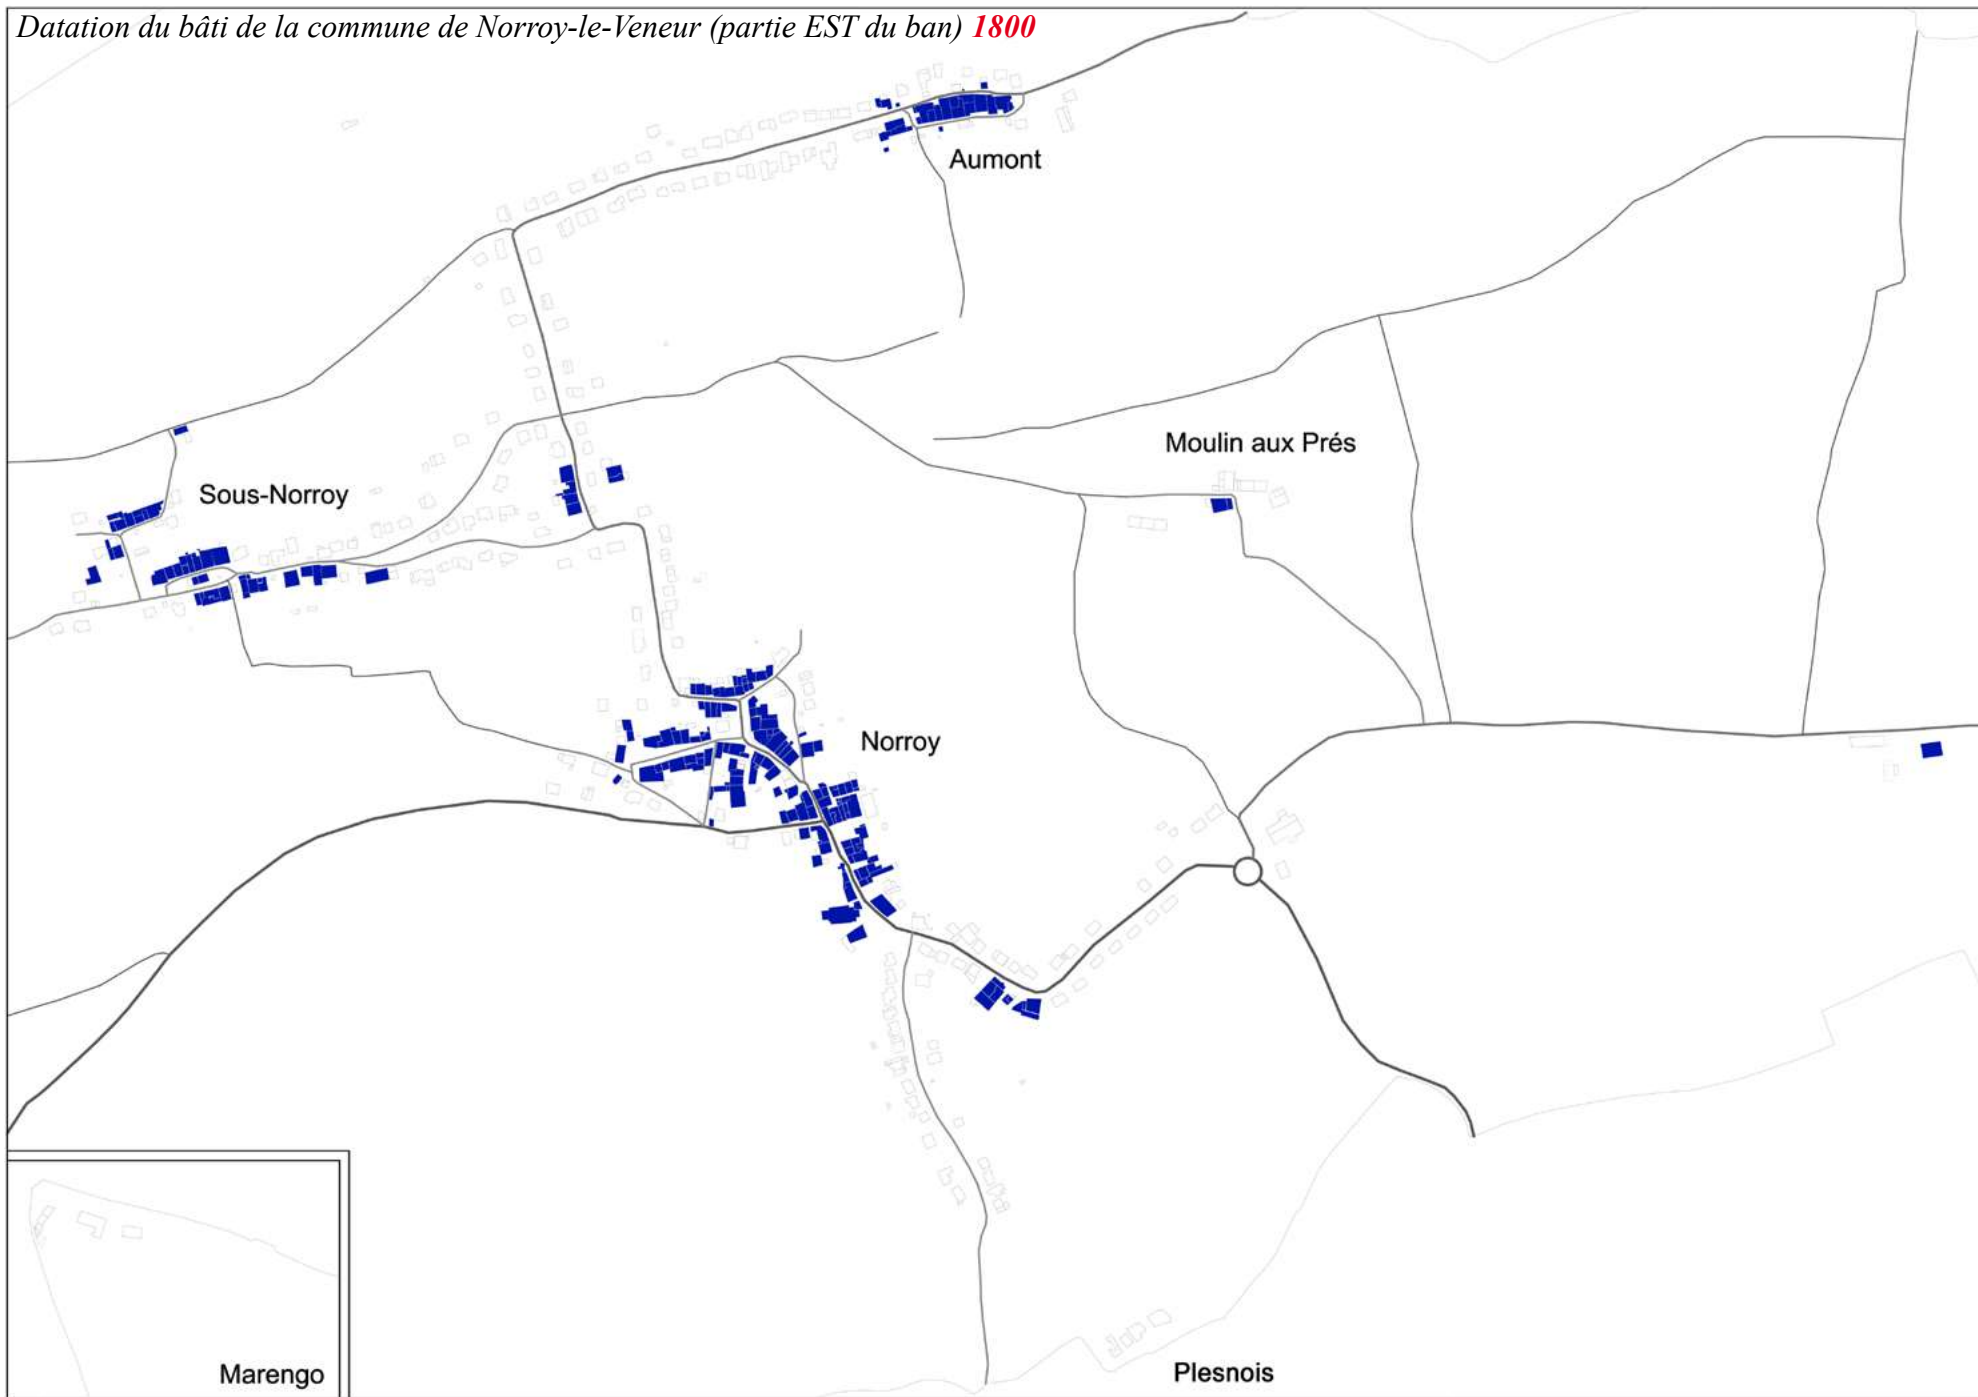 Datation du bâti de la commune de Norroy-le-Veneur (partie EST du ban) 1800
Aumont
Moulin aux Prés
Sous-Norroy
Norroy
Marengo
Plesnois